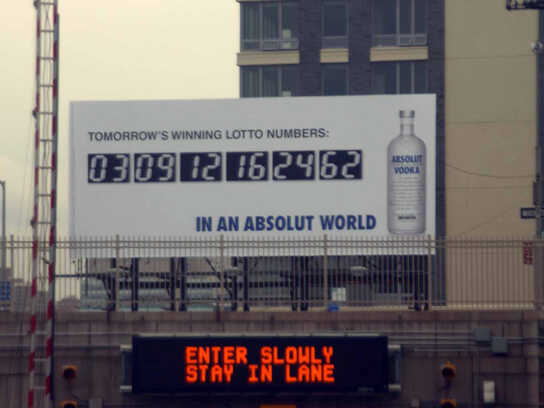 TOMORROW'S WINNING LOTTO NUMBERS:
03 09 12 16 24 62
ABSOLUT
VODKA
IN AN ABSOLUT WORLD
ENTER SLOWLY
STAY IN LANE